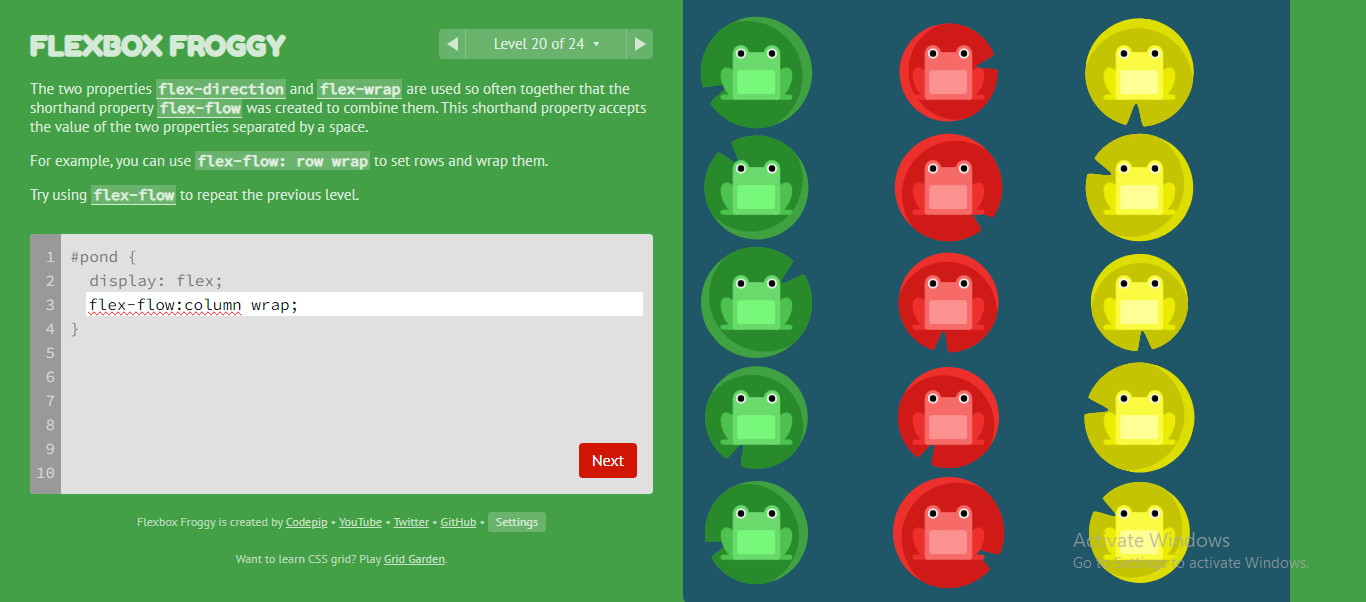 FLEXBOX FROGGY
Level 20 of 24
The two properties flex-direction and flex-wrap are used so often together that the
shorthand property flex-flow was created to combine them. This shorthand property accepts
the value of the two properties separated by a space.
For example, you can use flex-flow: row wrap to set rows and wrap them.
Try using flex-flow to repeat the previous level.
1 #pond {
2 display: flex;
3 flex-flow:column wrap;
4 }
5
6
7
8
9
10
Next
Flexbox Froggy is created by Codepip • YouTube • Twitter • GitHub • Settings
Want to learn CSS grid? Play Grid Garden.
Activate Windows
Go to Settings to activate Windows.